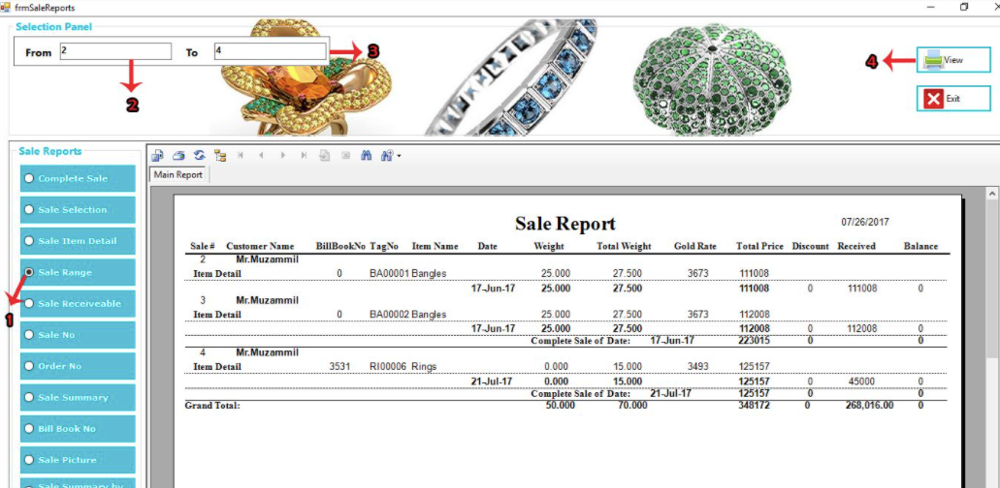 frmSaleReports
Selection Panel
From 2 To 4
3
2
4
View
Exit
Sale Reports
Complete Sale
Sale Selection
Sale Item Detail
Sale Range
1
Sale Receiveable
Sale No
Order No
Sale Summary
Bill Book No
Sale Picture
Sale Summary by
Main Report
Sale Report 07/26/2017
Sale # Customer Name BillBookNo TagNo Item Name Date Weight Total Weight Gold Rate Total Price Discount Received Balance
2 Mr.Muzammil
Item Detail 0 BA00001 Bangles 25.000 27.500 3673 111008
17-Jun-17 25.000 27.500 111008 0 111008 0
3 Mr.Muzammil
Item Detail 0 BA00002 Bangles 25.000 27.500 3673 112008
17-Jun-17 25.000 27.500 112008 0 112008 0
Complete Sale of Date: 17-Jun-17 223015 0 0
4 Mr.Muzammil
Item Detail 3531 RI00006 Rings 0.000 15.000 3493 125157
21-Jul-17 0.000 15.000 125157 0 45000 0
Complete Sale of Date: 21-Jul-17 125157 0 0
Grand Total: 50.000 70.000 348172 0 268,016.00 0